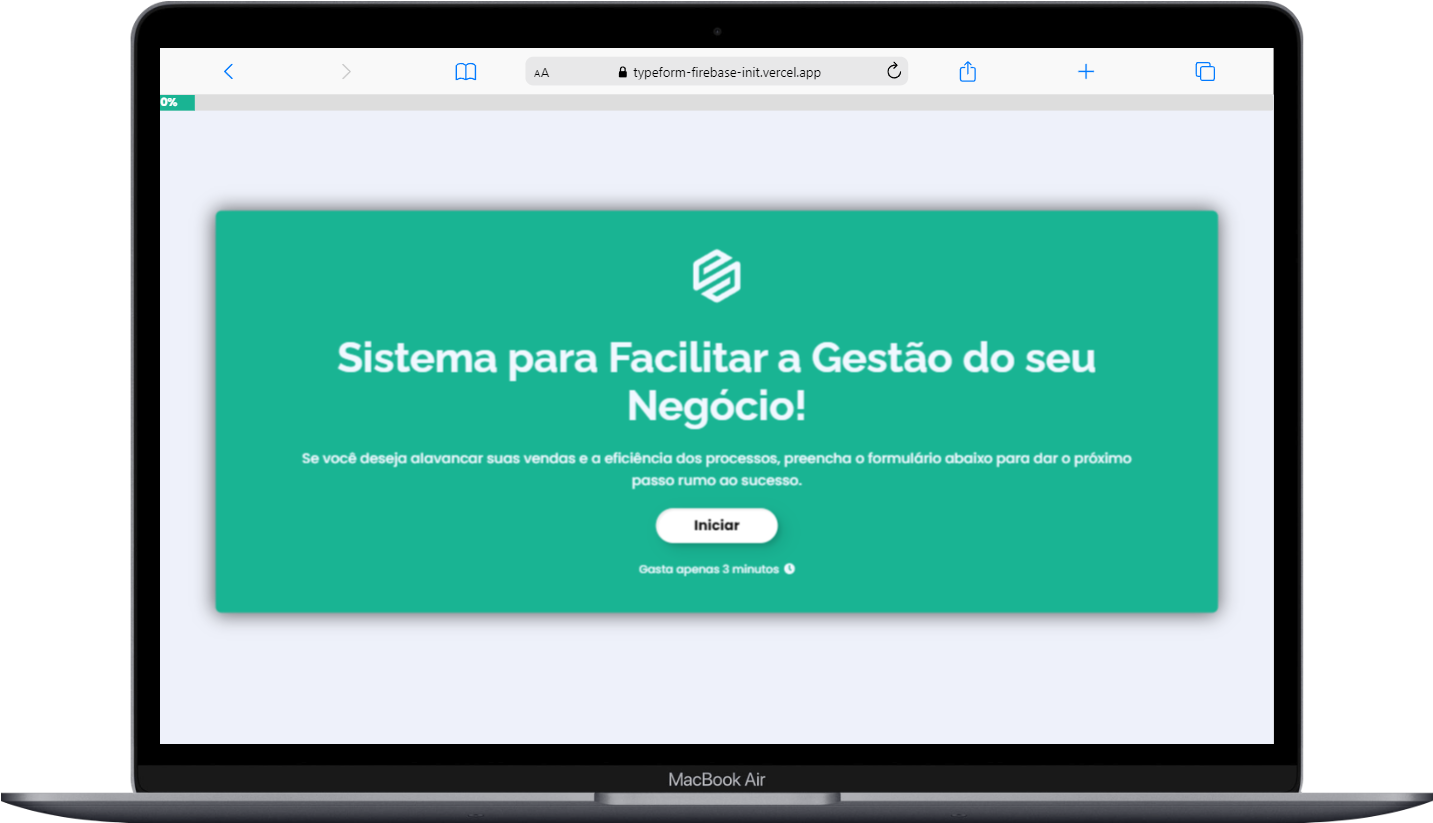 AA typeform-firebase-init.vercel.app
0%
Sistema para Facilitar a Gestão do seu
Negócio!
Se você deseja alavancar suas vendas e a eficiência dos processos, preencha o formulário abaixo para dar o próximo
passo rumo ao sucesso.
Iniciar
Gasta apenas 3 minutos
MacBook Air